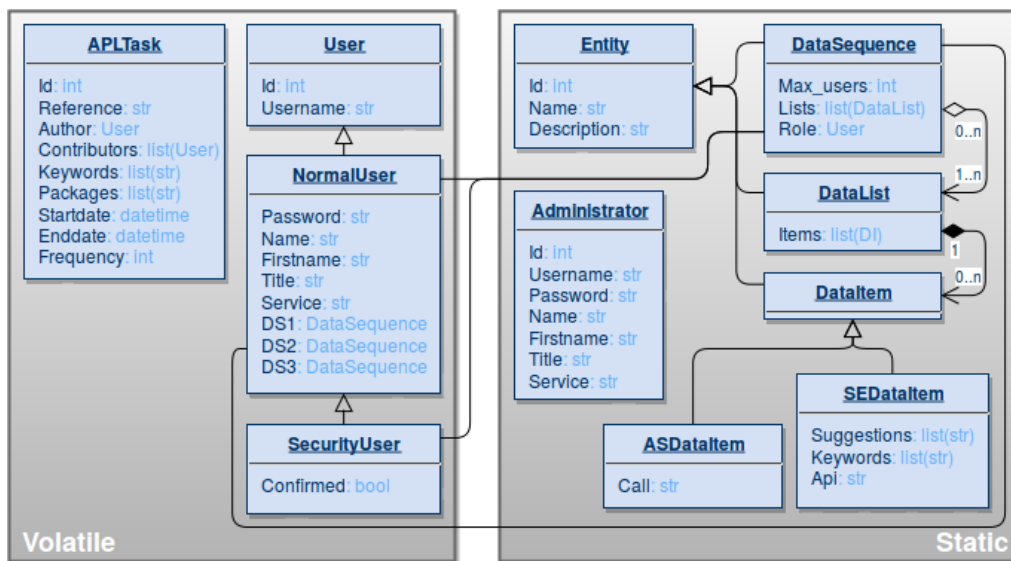 APLTask
Id: int
Reference: str
Author: User
Contributors: list(User)
Keywords: list(str)
Packages: list(str)
Startdate: datetime
Enddate: datetime
Frequency: int
User
Id: int
Username: str
NormalUser
Password: str
Name: str
Firstname: str
Title: str
Service: str
DS1: DataSequence
DS2: DataSequence
DS3: DataSequence
SecurityUser
Confirmed: bool
Volatile
Entity
Id: int
Name: str
Description: str
Administrator
Id: int
Username: str
Password: str
Name: str
Firstname: str
Title: str
Service: str
DataSequence
Max_users: int
Lists: list(DataList)
Role: User
0..n
1..n
DataList
Items: list(DI)
1
0..n
DataItem
ASDataItem
Call: str
SEDataItem
Suggestions: list(str)
Keywords: list(str)
Api: str
Static